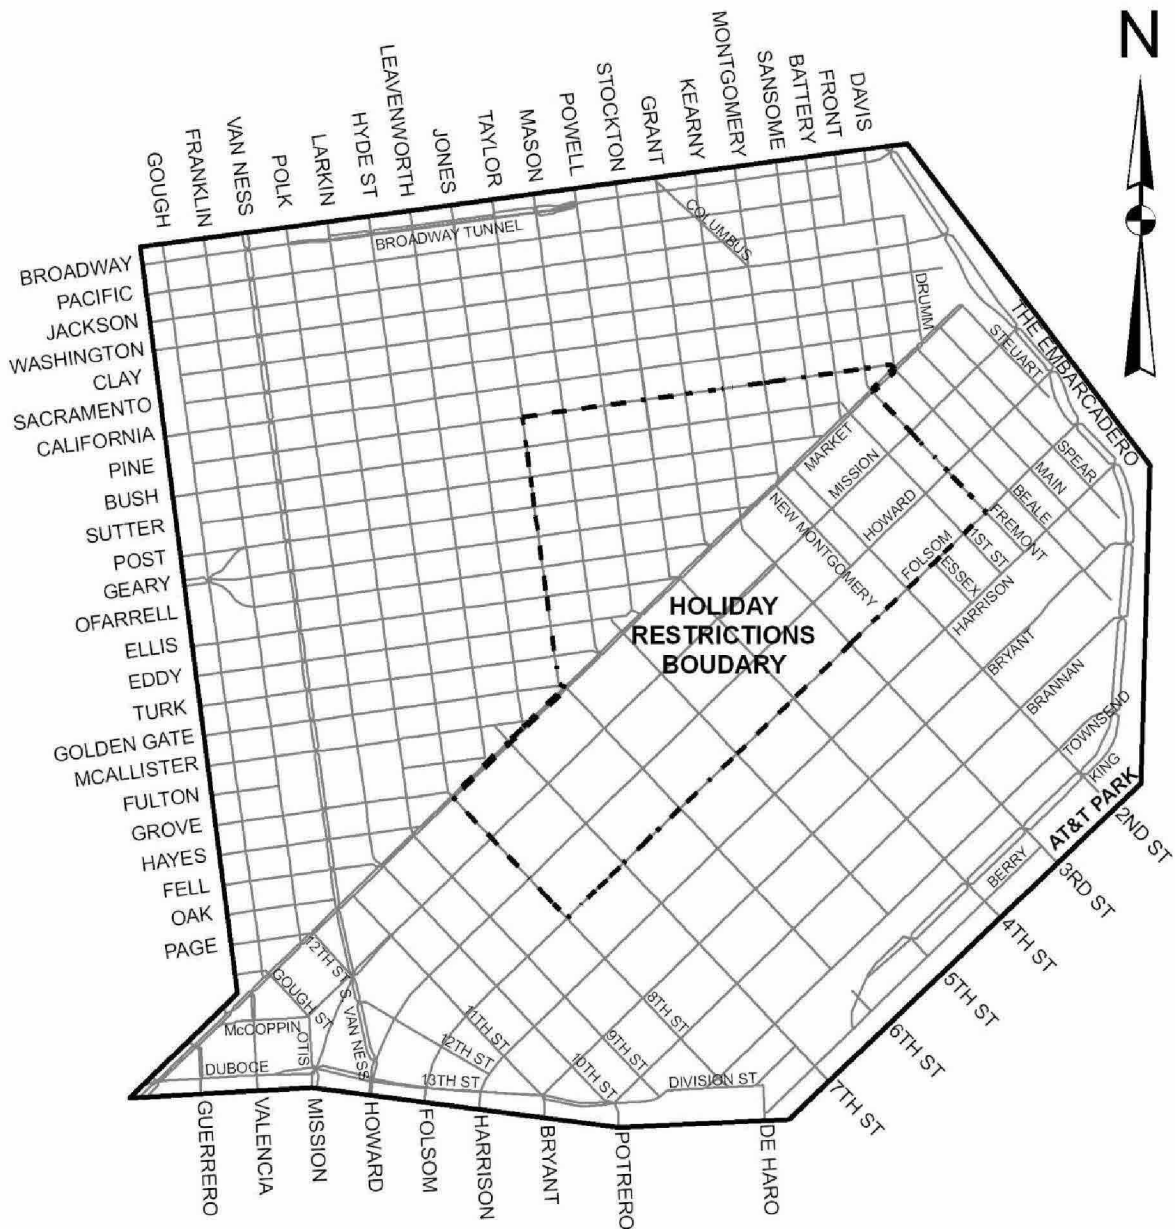 N
GOUGH
FRANKLIN
VAN NESS
POLK
LARKIN
HYDE ST
LEAVENWORTH
JONES
TAYLOR
MASON
POWELL
STOCKTON
GRANT
KEARNY
MONTGOMERY
SANSOME
BATTERY
FRONT
DAVIS
BROADWAY
PACIFIC
JACKSON
WASHINGTON
CLAY
SACRAMENTO
CALIFORNIA
PINE
BUSH
SUTTER
POST
GEARY
OFARRELL
ELLIS
EDDY
TURK
GOLDEN GATE
MCALLISTER
FULTON
GROVE
HAYES
FELL
OAK
PAGE
BROADWAY TUNNEL
COLUMBUS
DRUMM
STEUART
THE EMBARCADERO
SPEAR
MAIN
BEALE
FREMONT
1ST ST
ESSEX
HARRISON
MARKET
MISSION
HOWARD
FOLSOM
NEW MONTGOMERY
BRYANT
BRANNAN
TOWNSEND
KING
HOLIDAY
RESTRICTIONS
BOUDARY
AT&T PARK
BERRY
2ND ST
3RD ST
4TH ST
5TH ST
6TH ST
7TH ST
12TH ST
GOUGH ST
S. VAN NESS
McCOPPIN
OTIS
DUBOCE
11TH ST
12TH ST
13TH ST
8TH ST
9TH ST
10TH ST
DIVISION ST
GUERRERO
VALENCIA
MISSION
HOWARD
FOLSOM
HARRISON
BRYANT
POTRERO
DE HARO